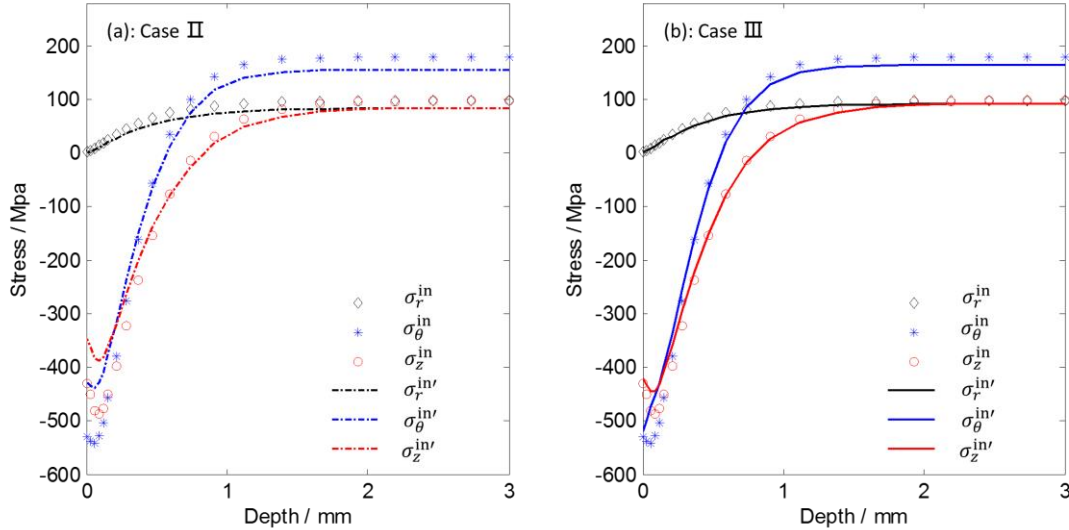 (a): Case Ⅱ
200
100
0
-100
-200
-300
-400
-500
-600
Stress / Mpa
0
1
2
3
Depth / mm
σ_r^in
σ_θ^in
σ_z^in
σ_r^in′
σ_θ^in′
σ_z^in′
(b): Case Ⅲ
200
100
0
-100
-200
-300
-400
-500
-600
Stress / Mpa
0
1
2
3
Depth / mm
σ_r^in
σ_θ^in
σ_z^in
σ_r^in′
σ_θ^in′
σ_z^in′